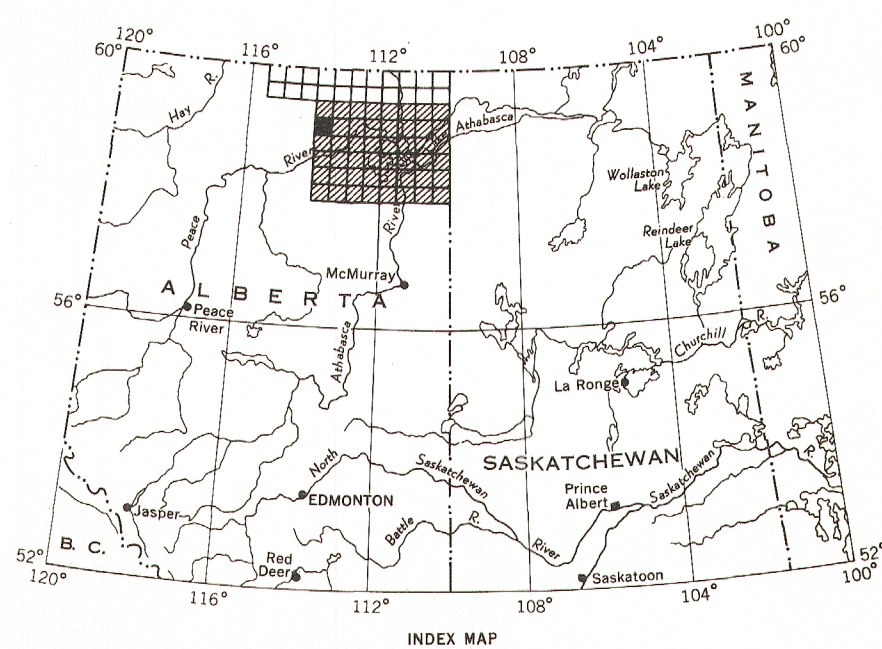 120°
60°
116°
112°
108°
104°
100°
60°
Hay R.
River
Lake Athabasca
MANITOBA
Wollaston
Lake
Peace
River
Reindeer
Lake
McMurray
ALBERTA
56°
Peace
River
56°
Athabasca
Churchill R.
La Ronge
North Saskatchewan
SASKATCHEWAN
Saskatchewan R.
Prince
Albert
EDMONTON
Jasper
Battle R.
River
B. C.
Red
Deer
Saskatoon
52°
120°
52°
100°
116°
112°
108°
104°
INDEX MAP